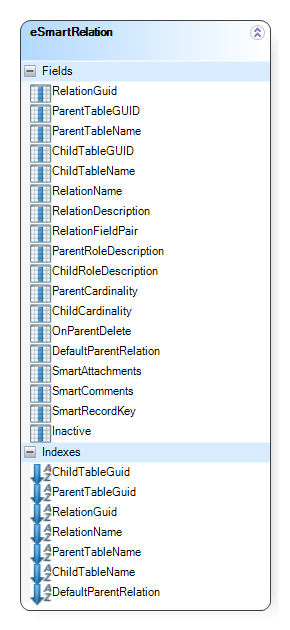 eSmartRelation
Fields
RelationGuid
ParentTableGUID
ParentTableName
ChildTableGUID
ChildTableName
RelationName
RelationDescription
RelationFieldPair
ParentRoleDescription
ChildRoleDescription
ParentCardinality
ChildCardinality
OnParentDelete
DefaultParentRelation
SmartAttachments
SmartComments
SmartRecordKey
Inactive
Indexes
ChildTableGuid
ParentTableGuid
RelationGuid
RelationName
ParentTableName
ChildTableName
DefaultParentRelation